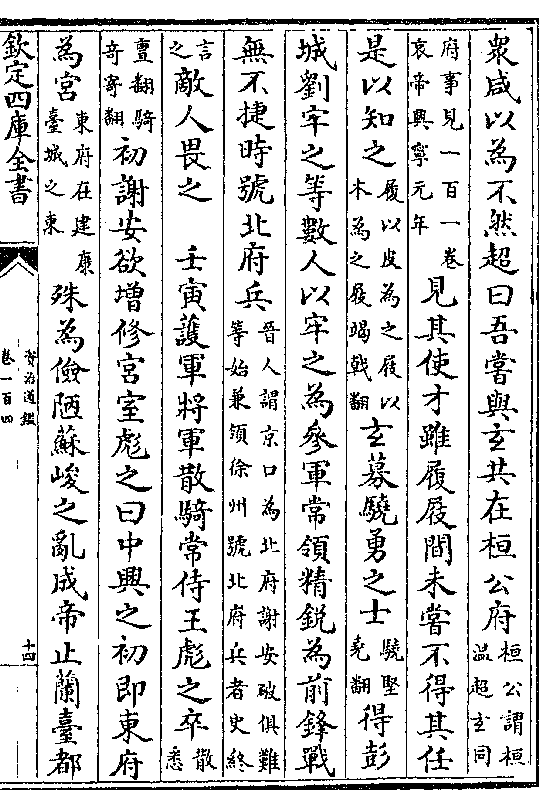 衆咸以為不然超曰吾嘗與玄共在桓公府桓公謂桓温超玄同
府事見一百一卷哀帝興寧元年見其使才雖履屐間未嘗不得其任
是以知之履以皮為之屐以木為之屐竭戟翻玄募驍勇之士驍堅堯翻得彭
城劉牢之等數人以牢之為參軍常領精鋭為前鋒戰
無不捷時號北府兵晉人謂京口為北府謝安破俱難等始兼領徐州號北府兵者史終
言之敵人畏之　壬寅護軍將軍散騎常侍王彪之卒散悉
亶翻騎奇寄翻初謝安欲增修宮室彪之曰中興之初即東府
為宮東府在建康臺城之東殊為儉陋蘇峻之亂成帝止蘭臺都
欽定四庫全書
資治通鑑
卷一百四
十四